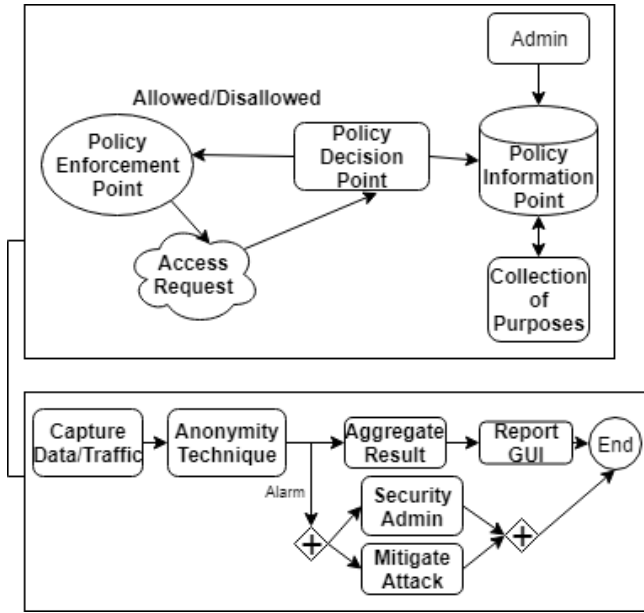 Admin
Allowed/Disallowed
Policy
Enforcement
Point
Policy
Decision
Point
Policy
Information
Point
Access
Request
Collection
of
Purposes
Capture
Data/Traffic
Anonymity
Technique
Aggregate
Result
Report
GUI
End
Alarm
Security
Admin
Mitigate
Attack